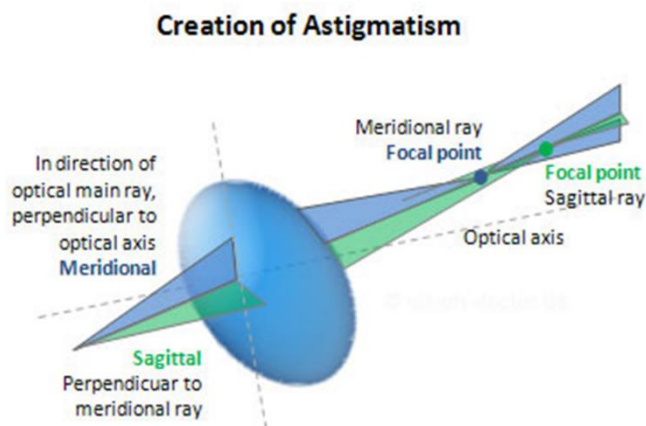 Creation of Astigmatism
Meridional ray
Focal point
In direction of
optical main ray,
perpendicular to
optical axis
Meridional
Focal point
Sagittal ray
Optical axis
Sagittal
Perpendicuar to
meridional ray